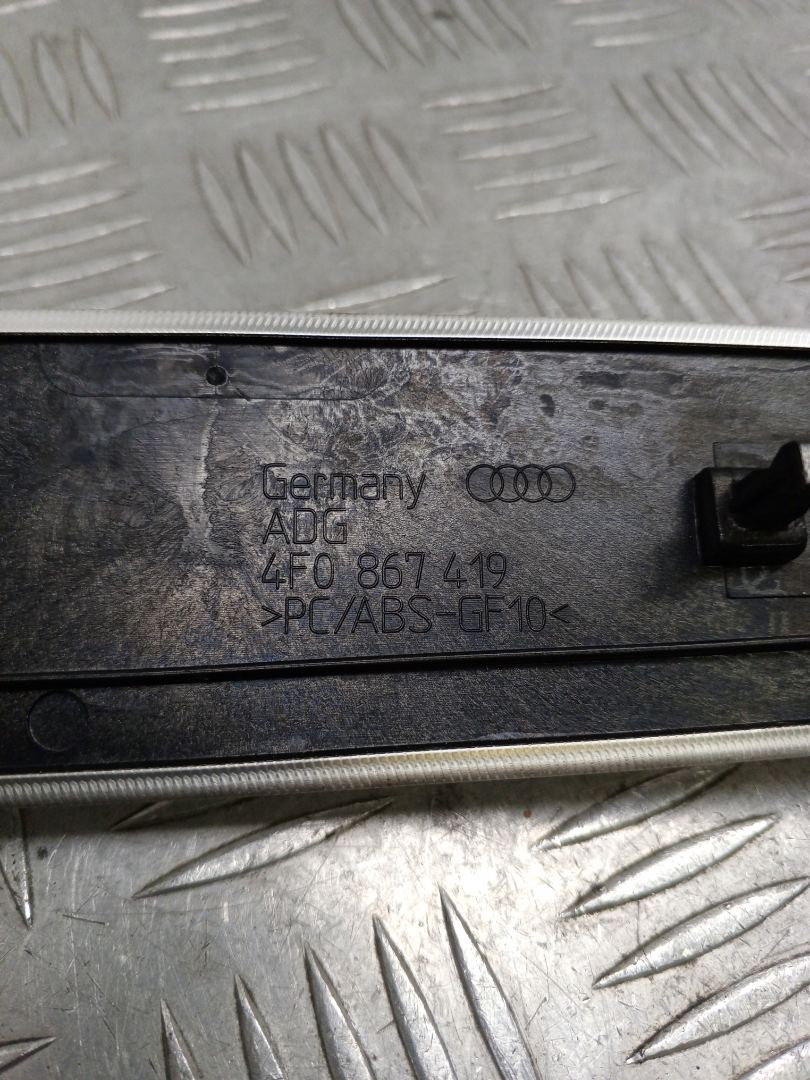 Germany
ADG
4F0 867 419
>PC/ABS-GF10<